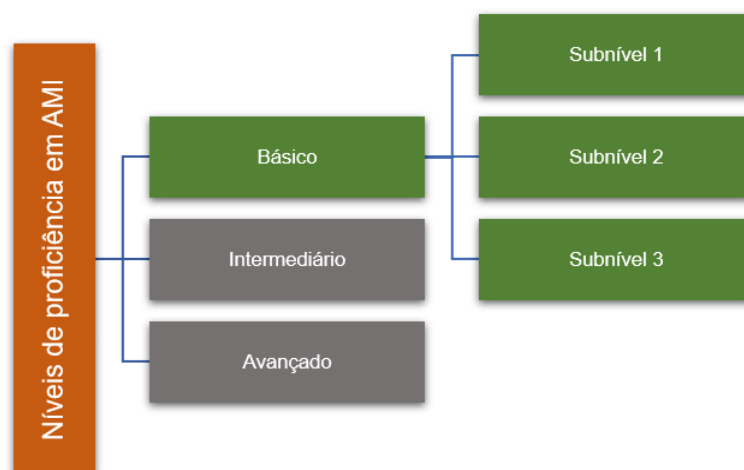 Níveis de proficiência em AMI
Básico
Intermediário
Avançado
Subnível 1
Subnível 2
Subnível 3